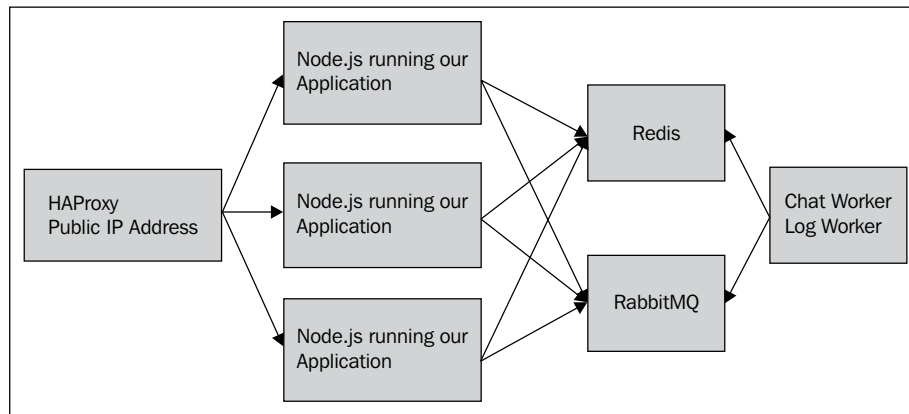 HAProxy
Public IP Address
Node.js running our
Application
Node.js running our
Application
Node.js running our
Application
Redis
RabbitMQ
Chat Worker
Log Worker